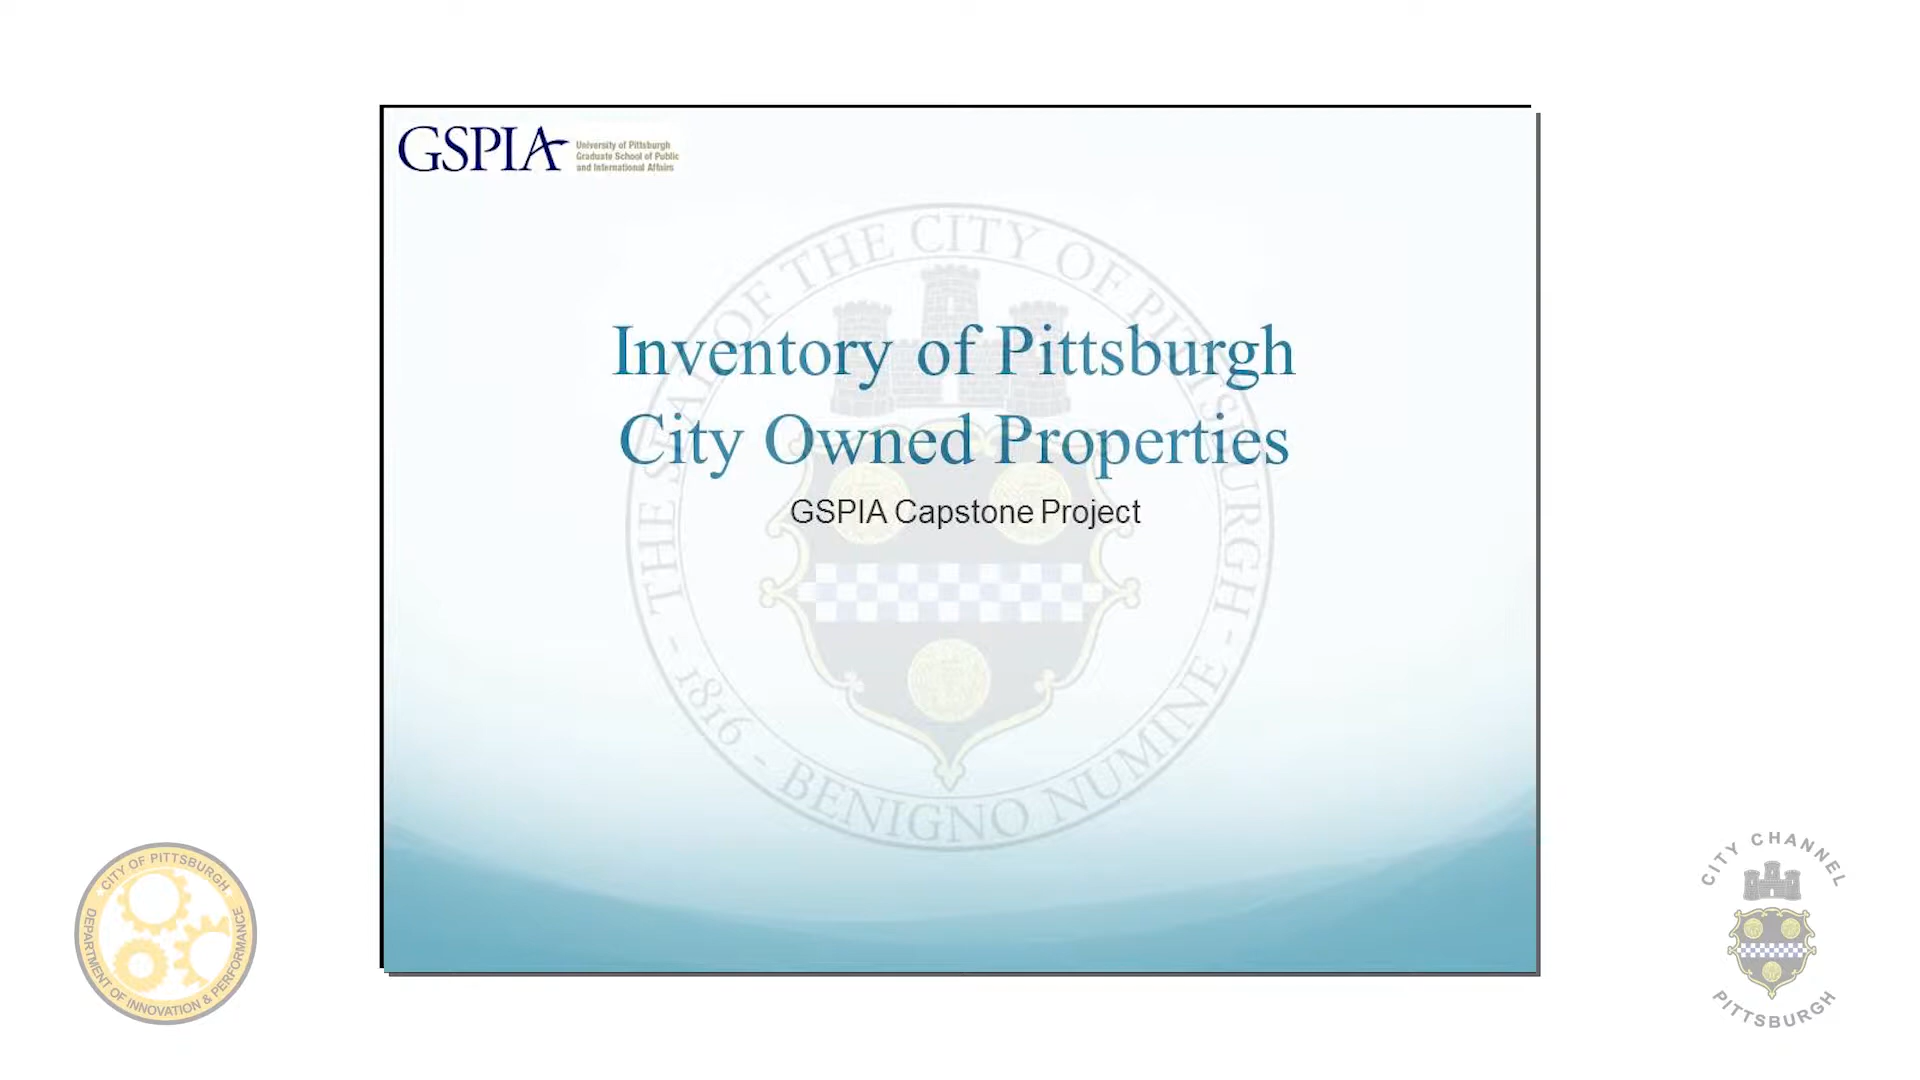 GSPIA
University of Pittsburgh
Graduate School of Public
and International Affairs
THE SEAL OF THE CITY OF PITTSBURGH - 1816 - BENIGNO NUMINE -
Inventory of Pittsburgh
City Owned Properties
GSPIA Capstone Project
CITY OF PITTSBURGH
DEPARTMENT OF INNOVATION & PERFORMANCE
CITY CHANNEL
PITTSBURGH